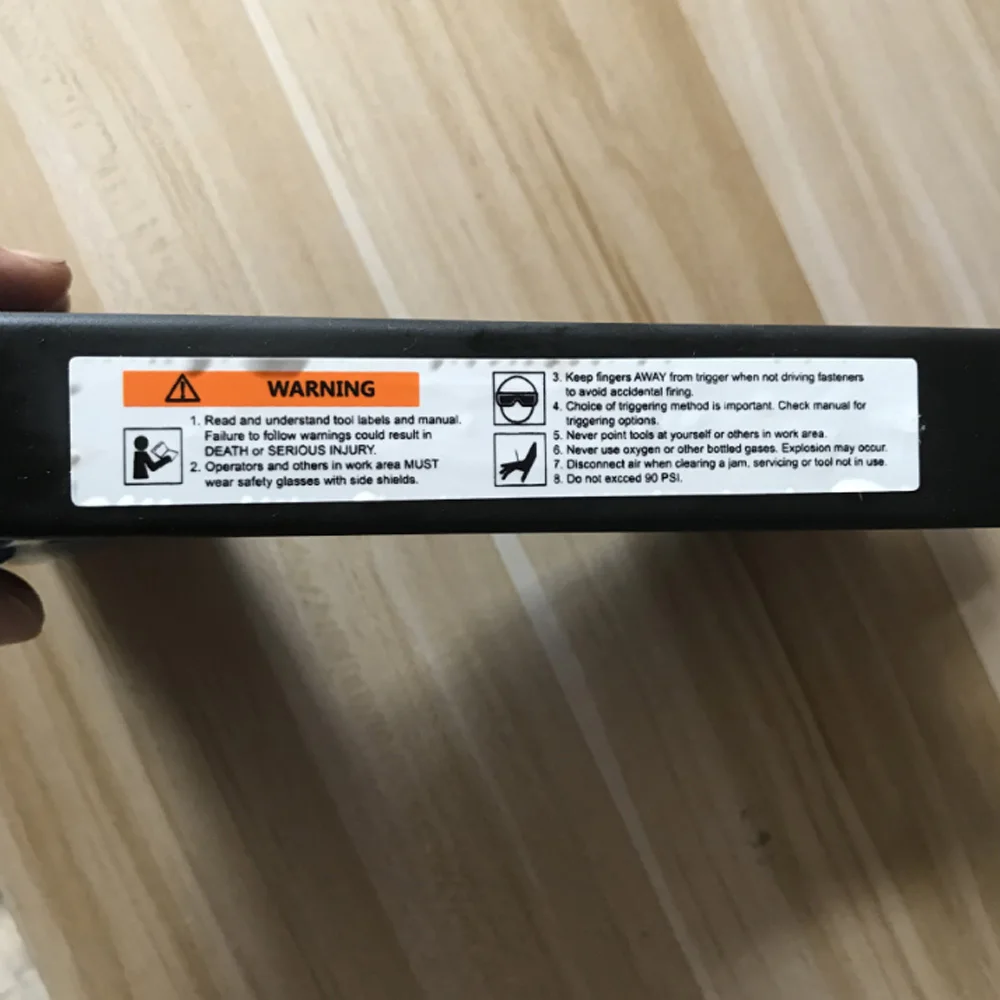 WARNING
1. Read and understand tool labels and manual.
Failure to follow warnings could result in
DEATH or SERIOUS INJURY.
2. Operators and others in work area MUST
wear safety glasses with side shields.
3. Keep fingers AWAY from trigger when not driving fasteners
to avoid accidental firing.
4. Choice of triggering method is important. Check manual for
triggering options.
5. Never point tools at yourself or others in work area.
6. Never use oxygen or other bottled gases. Explosion may occur.
7. Disconnect air when clearing a jam, servicing or tool not in use.
8. Do not exceed 90 PSI.